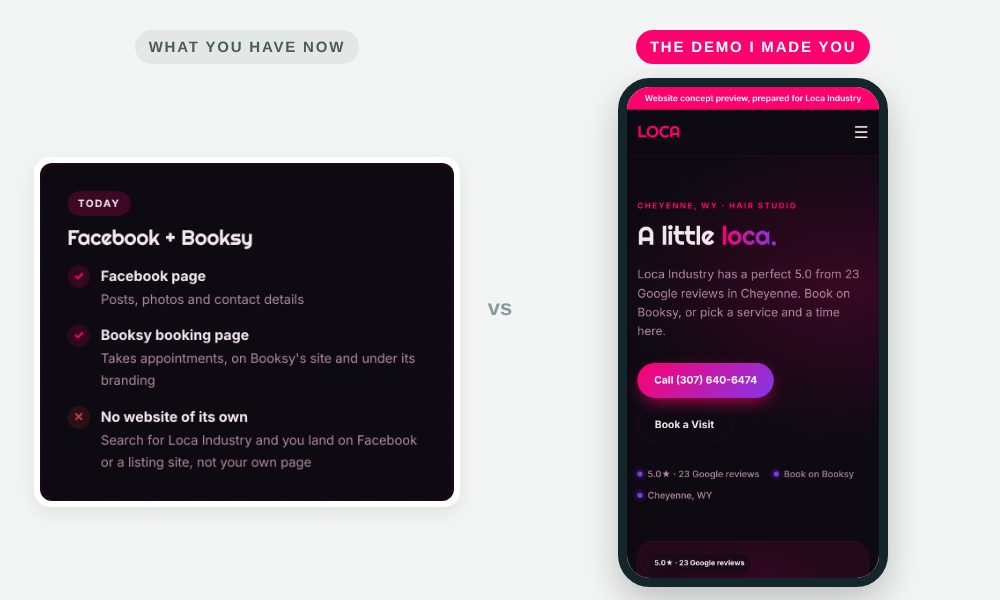 WHAT YOU HAVE NOW
TODAY
Facebook + Booksy
Facebook page
Posts, photos and contact details
Booksy booking page
Takes appointments, on Booksy's site and under its
branding
No website of its own
Search for Loca Industry and you land on Facebook
or a listing site, not your own page
vs
THE DEMO I MADE YOU
Website concept preview, prepared for Loca Industry
LOCA
CHEYENNE, WY · HAIR STUDIO
A little loca.
Loca Industry has a perfect 5.0 from 23
Google reviews in Cheyenne. Book on
Booksy, or pick a service and a time
here.
Call (307) 640-6474
Book a Visit
5.0★ · 23 Google reviews
Book on Booksy
Cheyenne, WY
5.0★ · 23 Google reviews